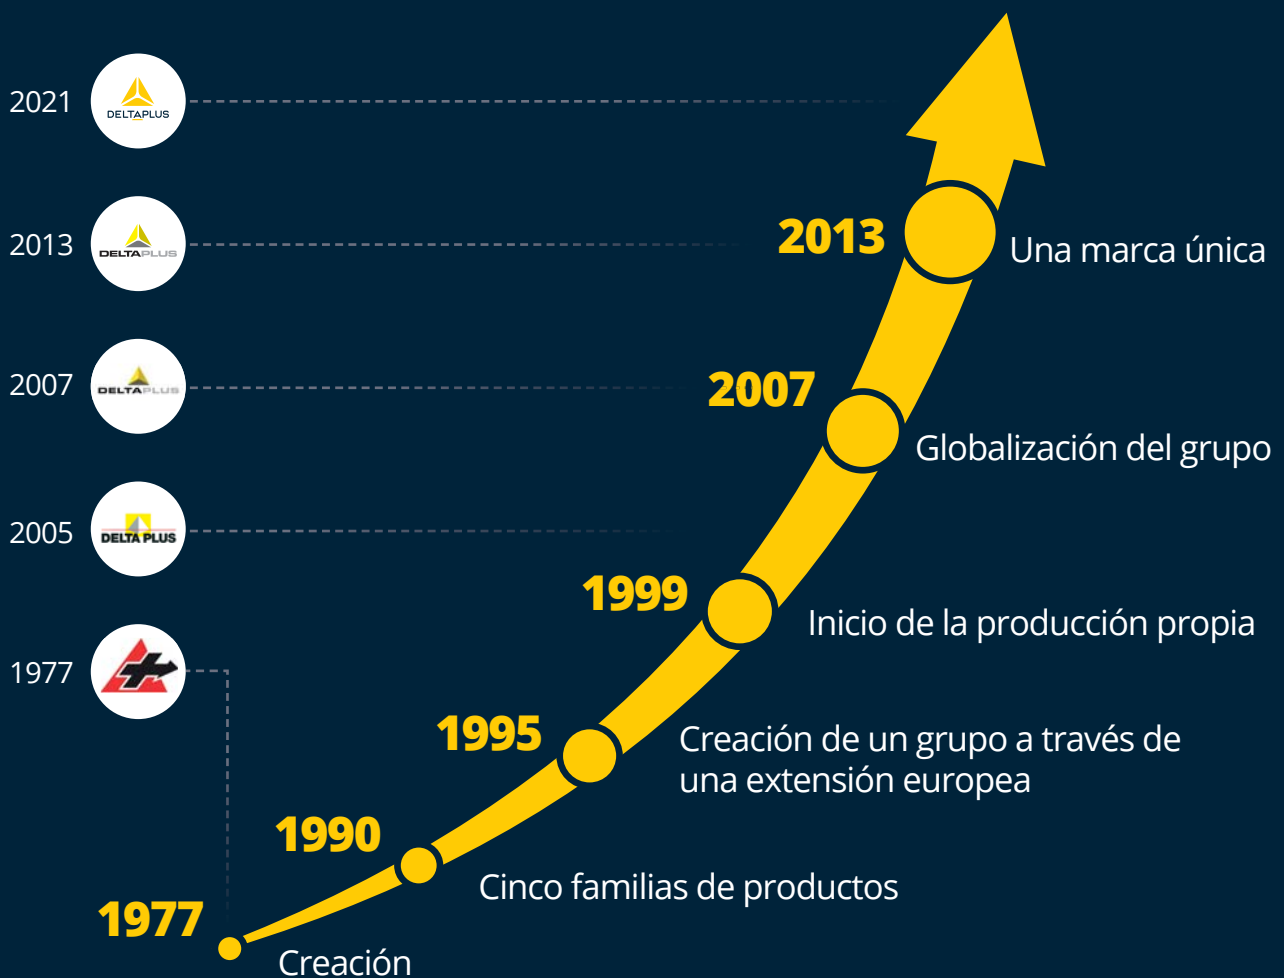 2021
DELTAPLUS
2013
DELTAPLUS
2013
Una marca única
2007
DELTAPLUS
2007
Globalización del grupo
2005
DELTA PLUS
1999
Inicio de la producción propia
1977
1995
Creación de un grupo a través de
una extensión europea
1990
Cinco familias de productos
1977
Creación